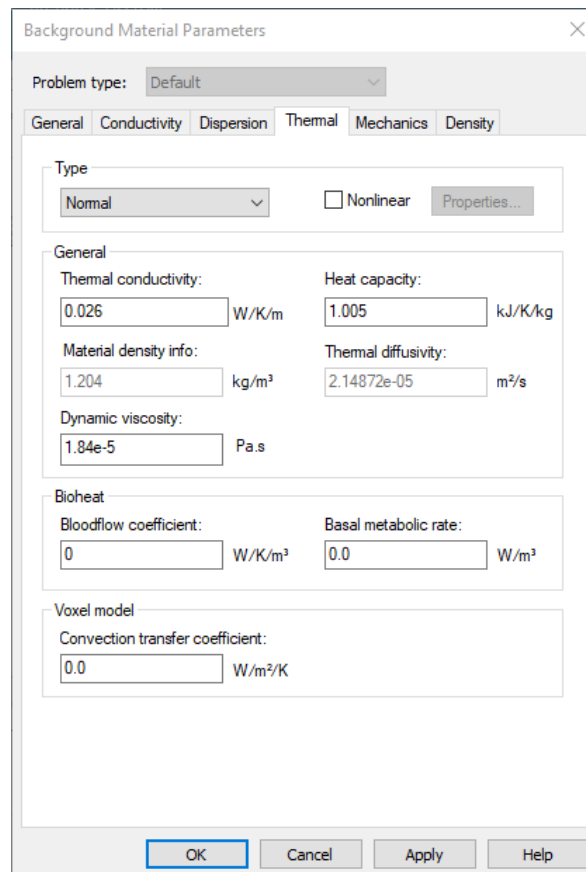 Background Material Parameters
Problem type: Default
General Conductivity Dispersion Thermal Mechanics Density
Type
Normal Nonlinear Properties...
General
Thermal conductivity: Heat capacity:
0.026 W/K/m 1.005 kJ/K/kg
Material density info: Thermal diffusivity:
1.204 kg/m³ 2.14872e-05 m²/s
Dynamic viscosity:
1.84e-5 Pa.s
Bioheat
Bloodflow coefficient: Basal metabolic rate:
0 W/K/m³ 0.0 W/m³
Voxel model
Convection transfer coefficient:
0.0 W/m²/K
OK Cancel Apply Help